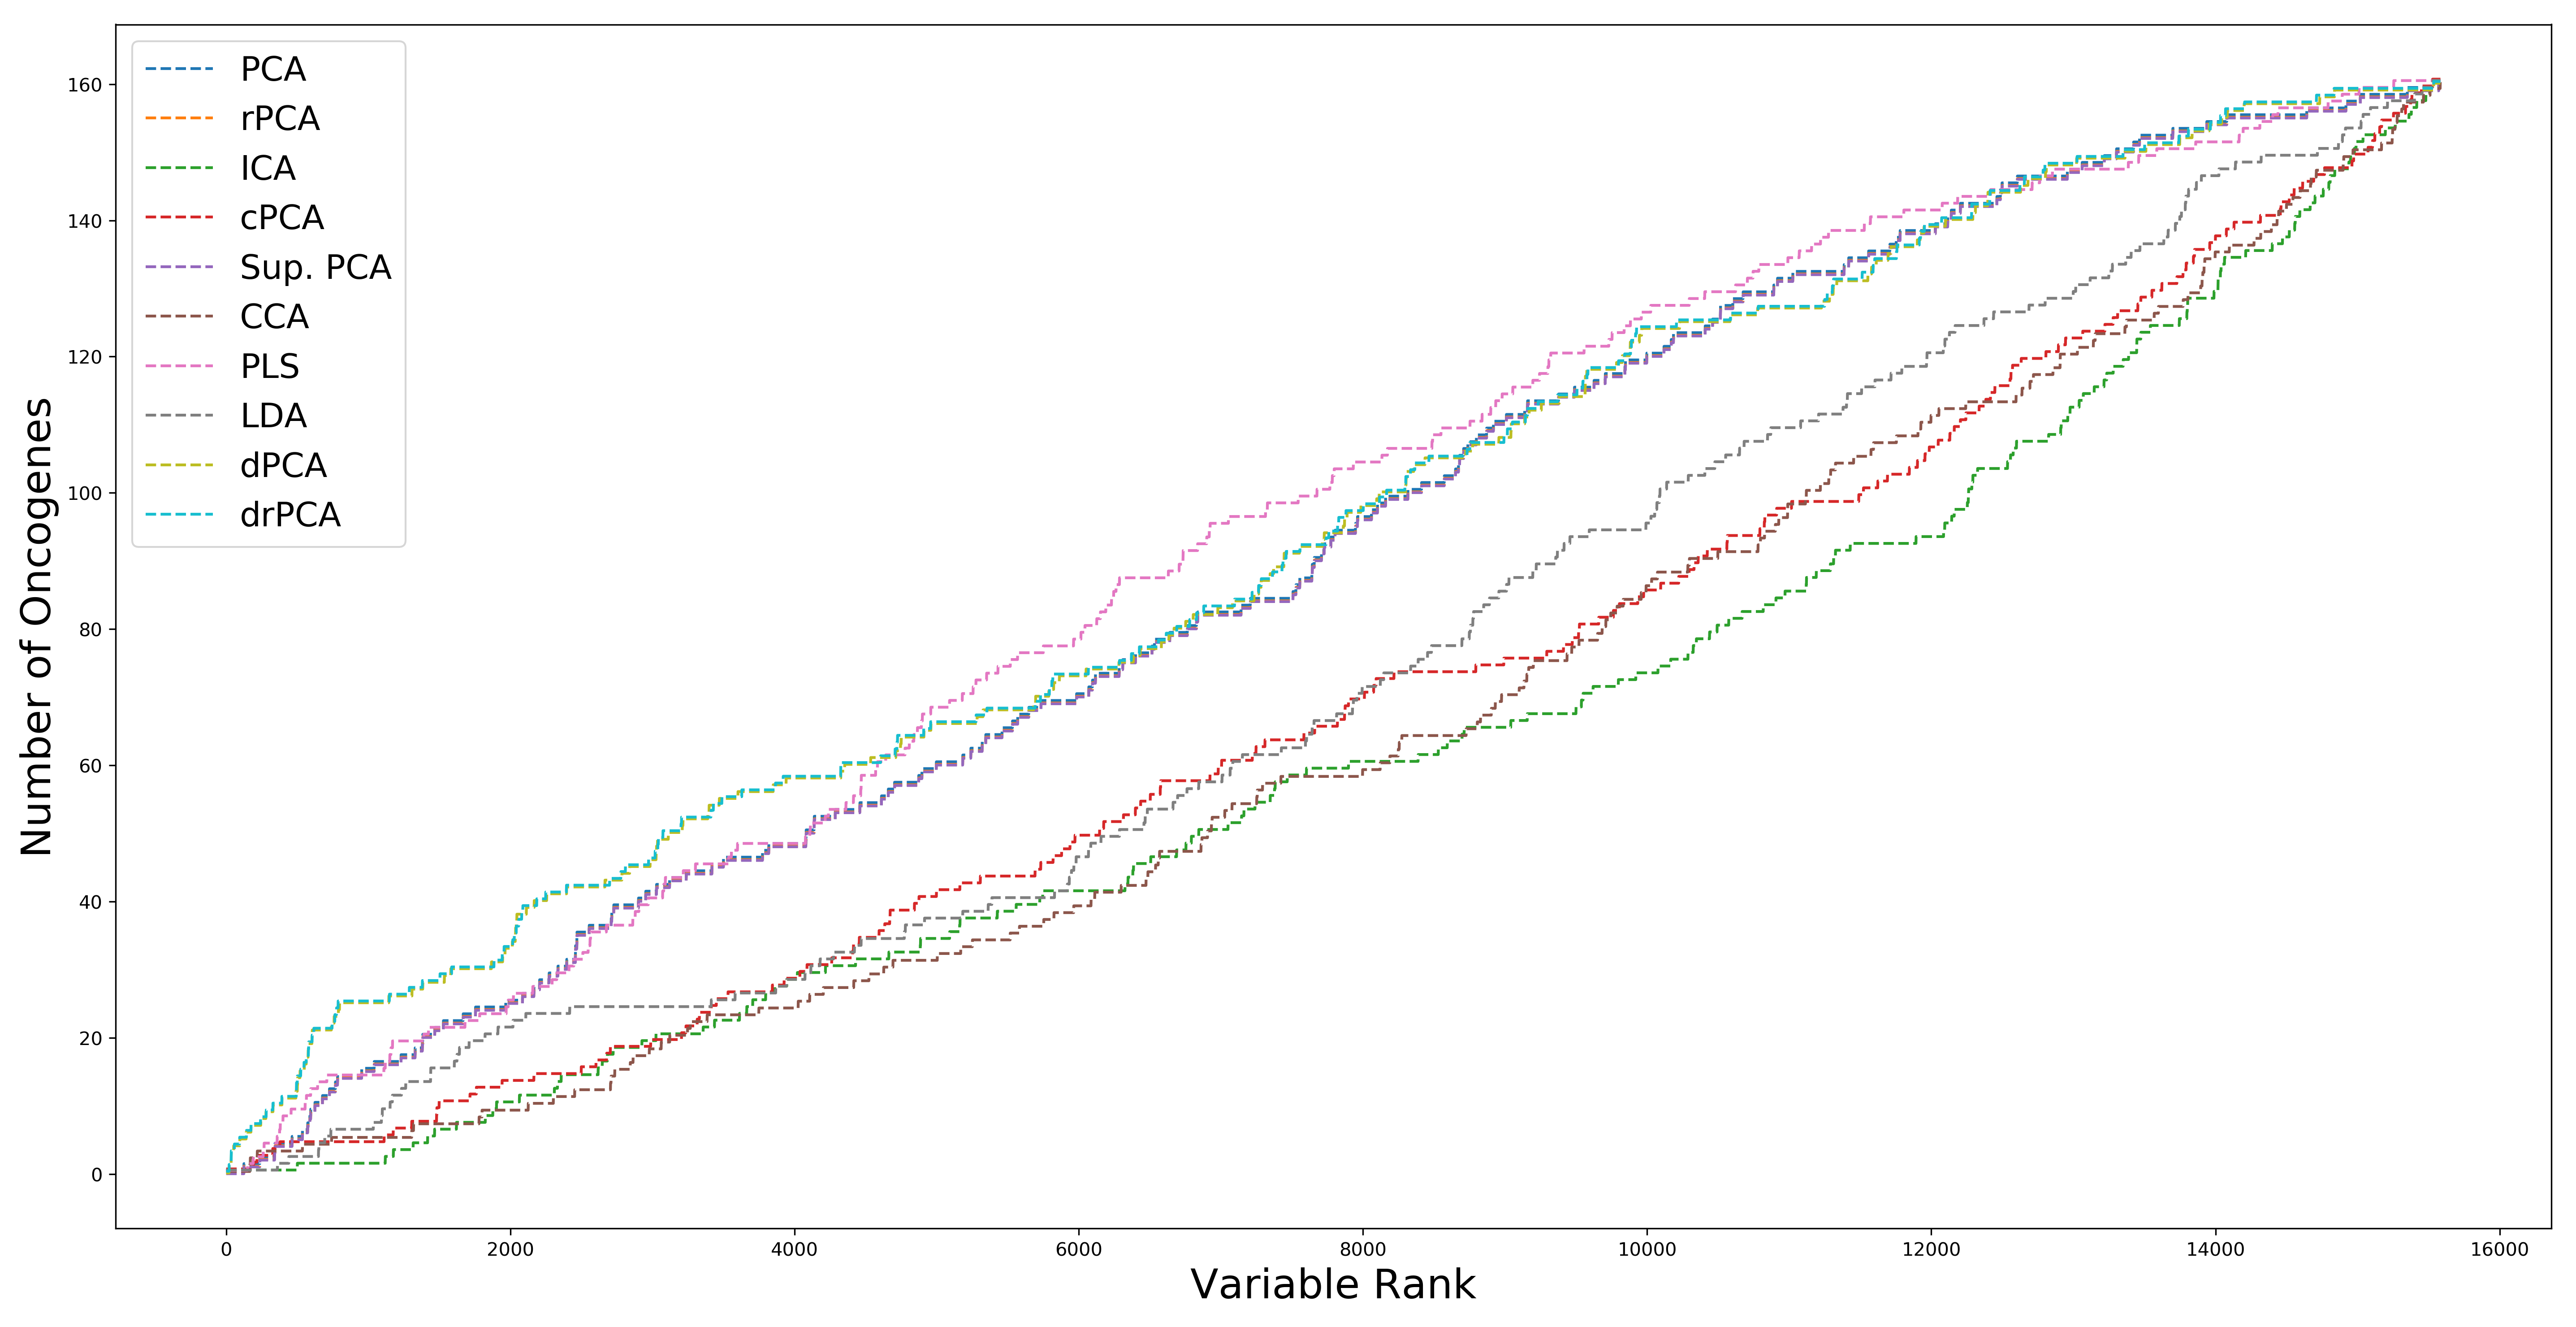 PCA
rPCA
ICA
cPCA
Sup. PCA
CCA
PLS
LDA
dPCA
drPCA
160
140
120
100
80
60
40
20
0
Number of Oncogenes
0 2000 4000 6000 8000 10000 12000 14000 16000
Variable Rank